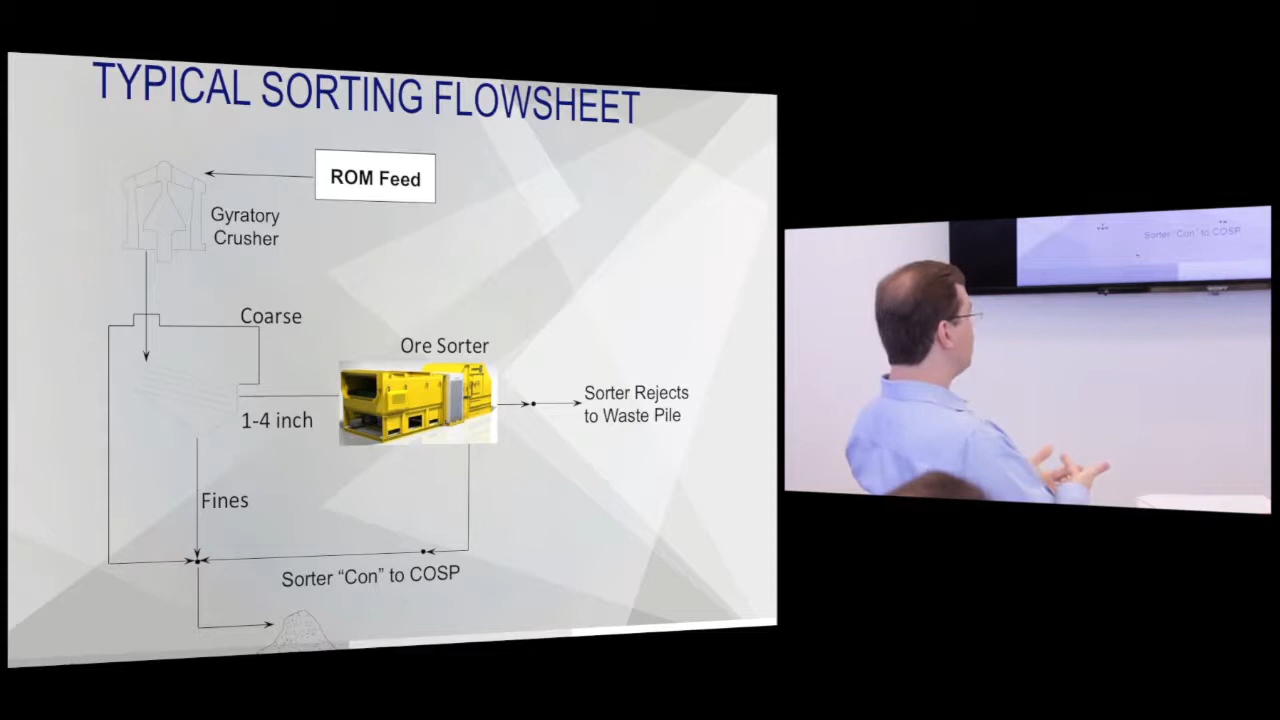 TYPICAL SORTING FLOWSHEET
ROM Feed
Gyratory
Crusher
Coarse
Ore Sorter
1-4 inch
Sorter Rejects
to Waste Pile
Fines
Sorter “Con” to COSP
Sorter “Con” to COSP
SONY